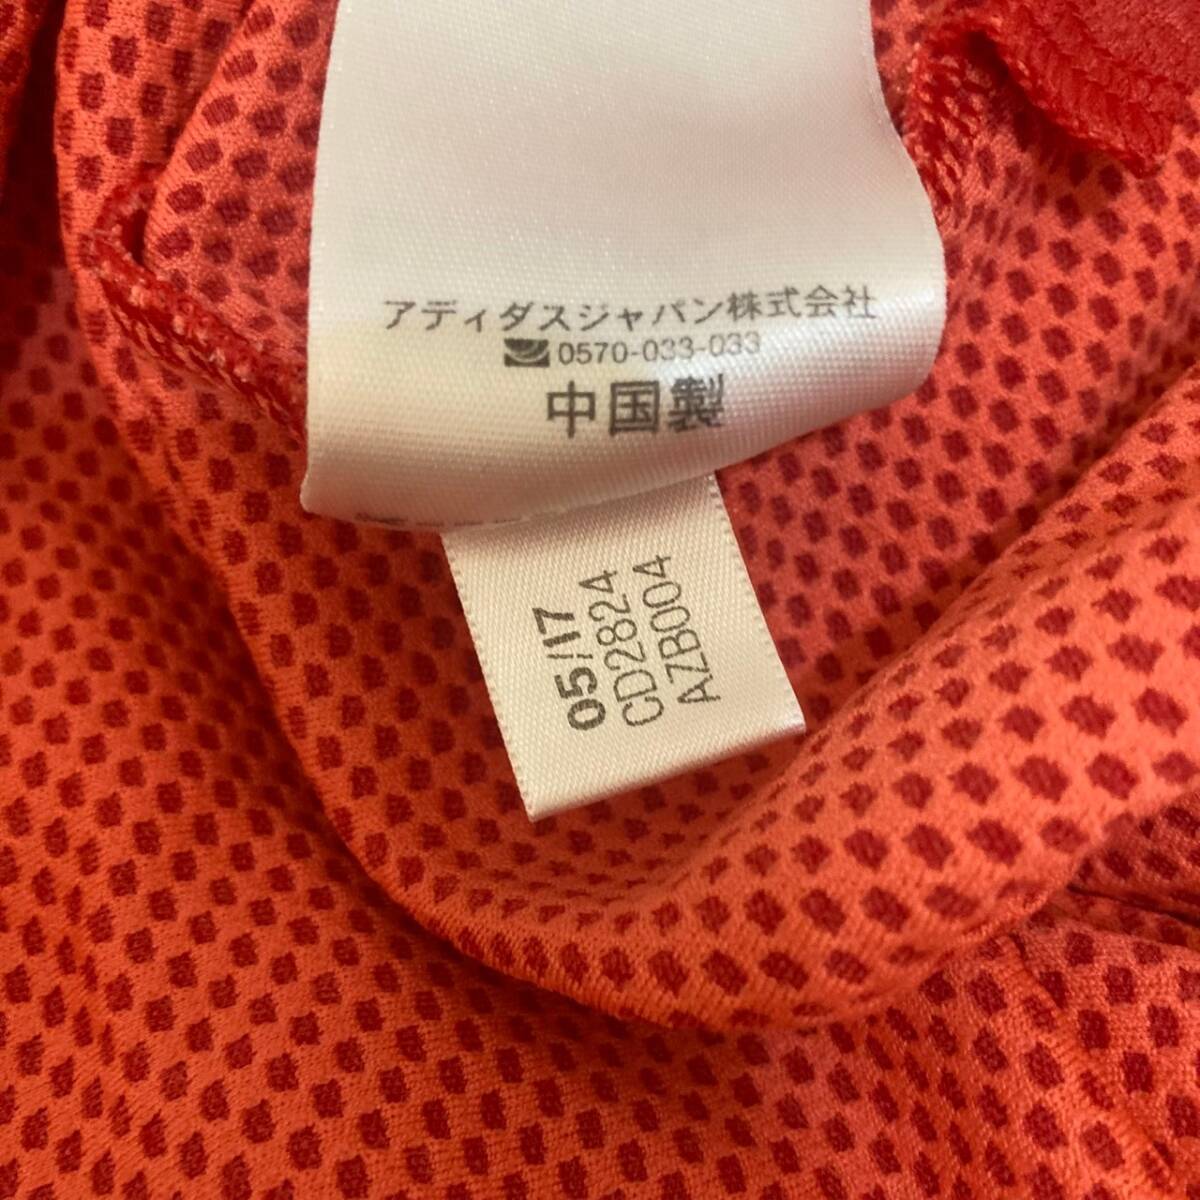 アディダスジャパン株式会社
0570-033-033
中国製
05/17
CD2824
AZB004